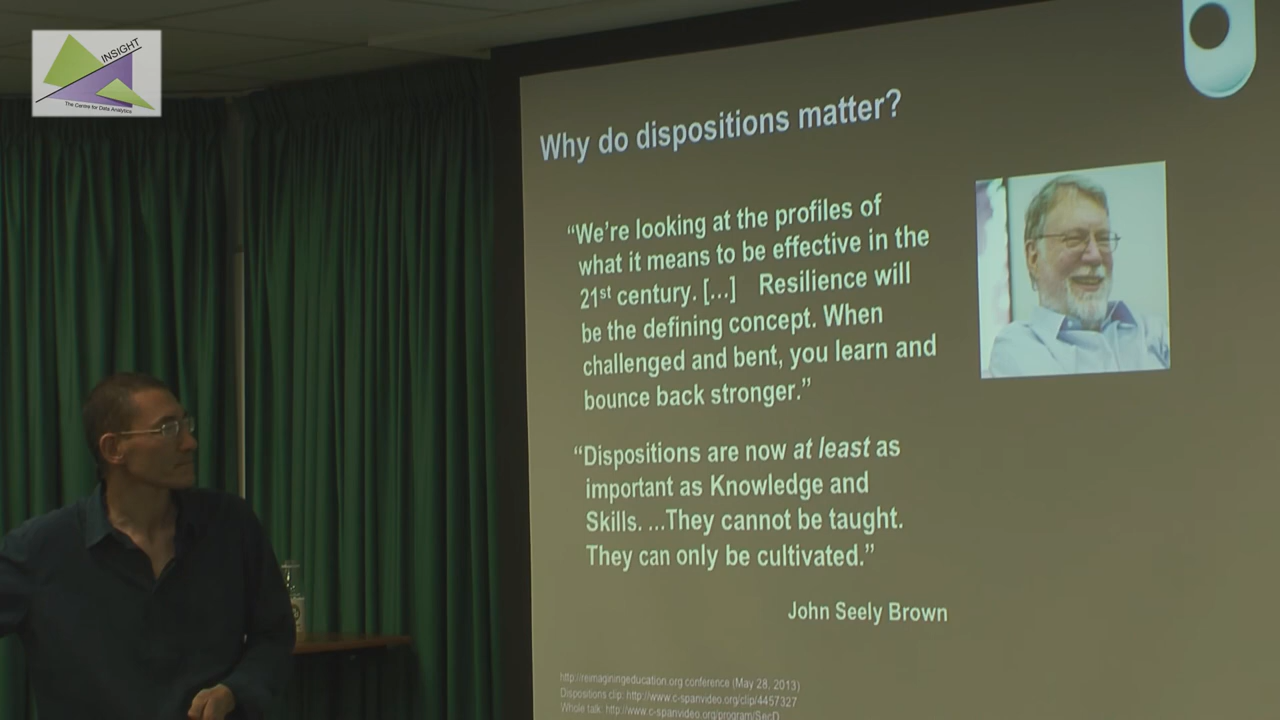 INSIGHT
The Centre for Data Analytics
Why do dispositions matter?
“We’re looking at the profiles of
what it means to be effective in the
21st century. [...] Resilience will
be the defining concept. When
challenged and bent, you learn and
bounce back stronger.”
“Dispositions are now at least as
important as Knowledge and
Skills. ...They cannot be taught.
They can only be cultivated.”
John Seely Brown
http://reimaginingeducation.org conference (May 28, 2013)
Dispositions clip: http://www.c-spanvideo.org/clip/4457327
Whole talk: http://www.c-spanvideo.org/program/SecD